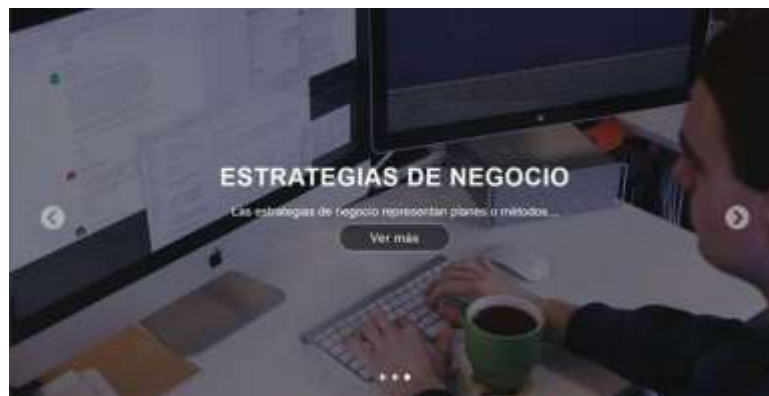 ESTRATEGIAS DE NEGOCIO
Las estrategias de negocio representan planes o métodos...
Ver más